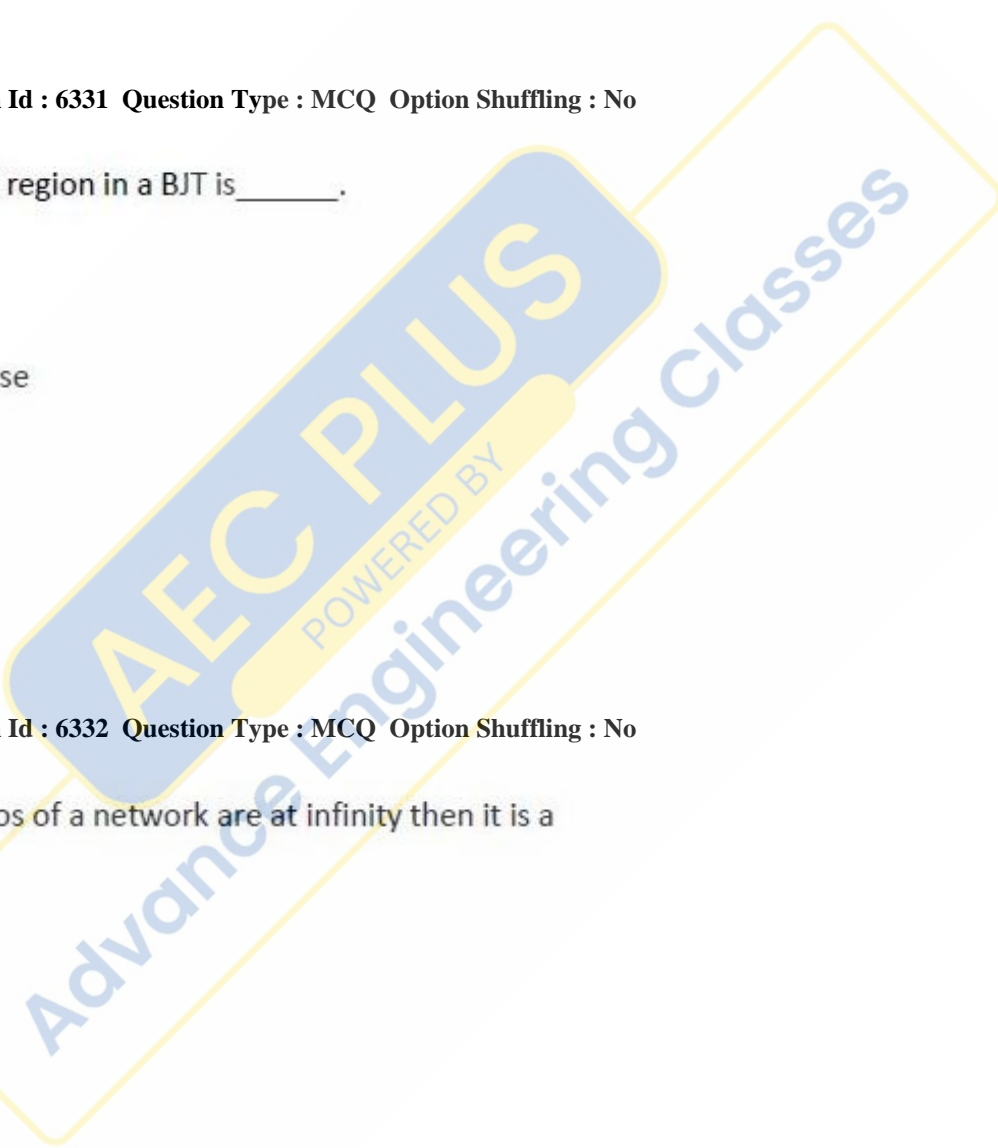 Id : 6331 Question Type : MCQ Option Shuffling : No
region in a BJT is______.
se
Id : 6332 Question Type : MCQ Option Shuffling : No
os of a network are at infinity then it is a
AEC PLUS
POWERED BY
Advance Engineering Classes